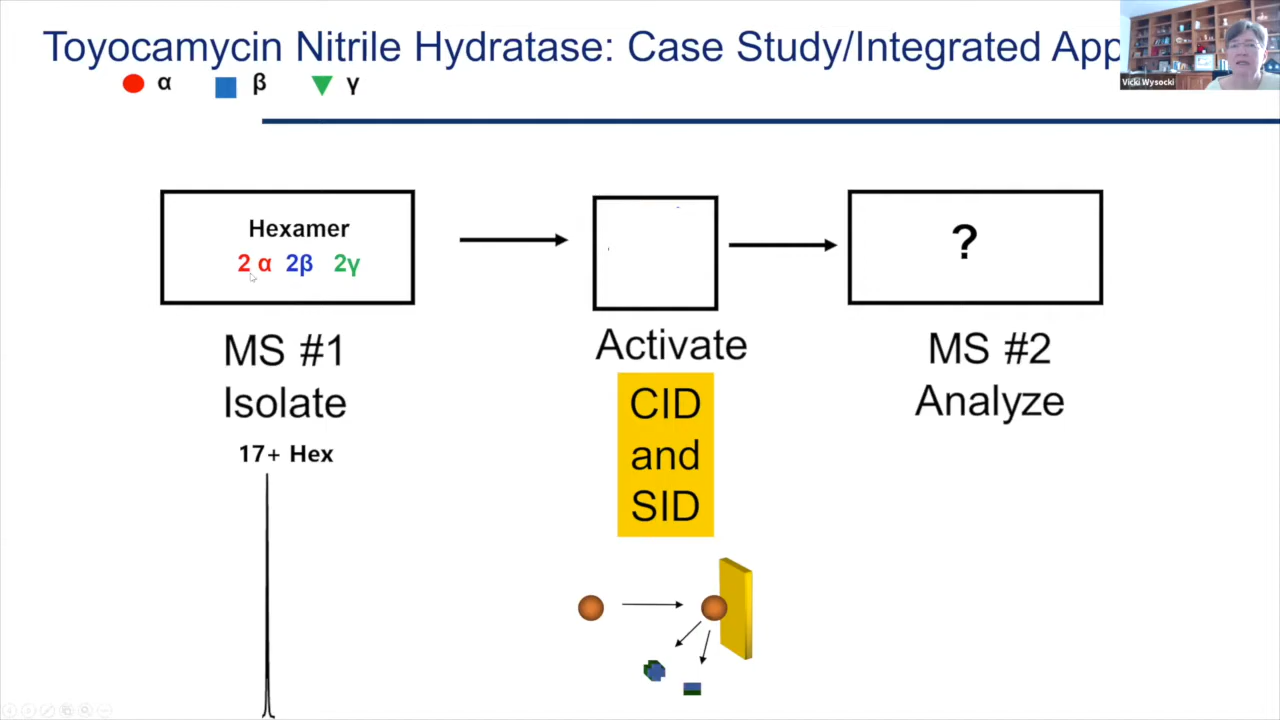 Toyocamycin Nitrile Hydratase: Case Study/Integrated App
α β γ
Vicki Wysocki
Hexamer
2 α 2β 2γ
?
MS #1
Isolate
Activate
MS #2
Analyze
CID
and
SID
17+ Hex